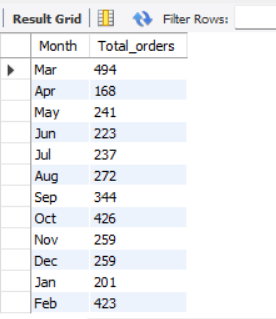 Result Grid Filter Rows:
Month Total_orders
Mar 494
Apr 168
May 241
Jun 223
Jul 237
Aug 272
Sep 344
Oct 426
Nov 259
Dec 259
Jan 201
Feb 423